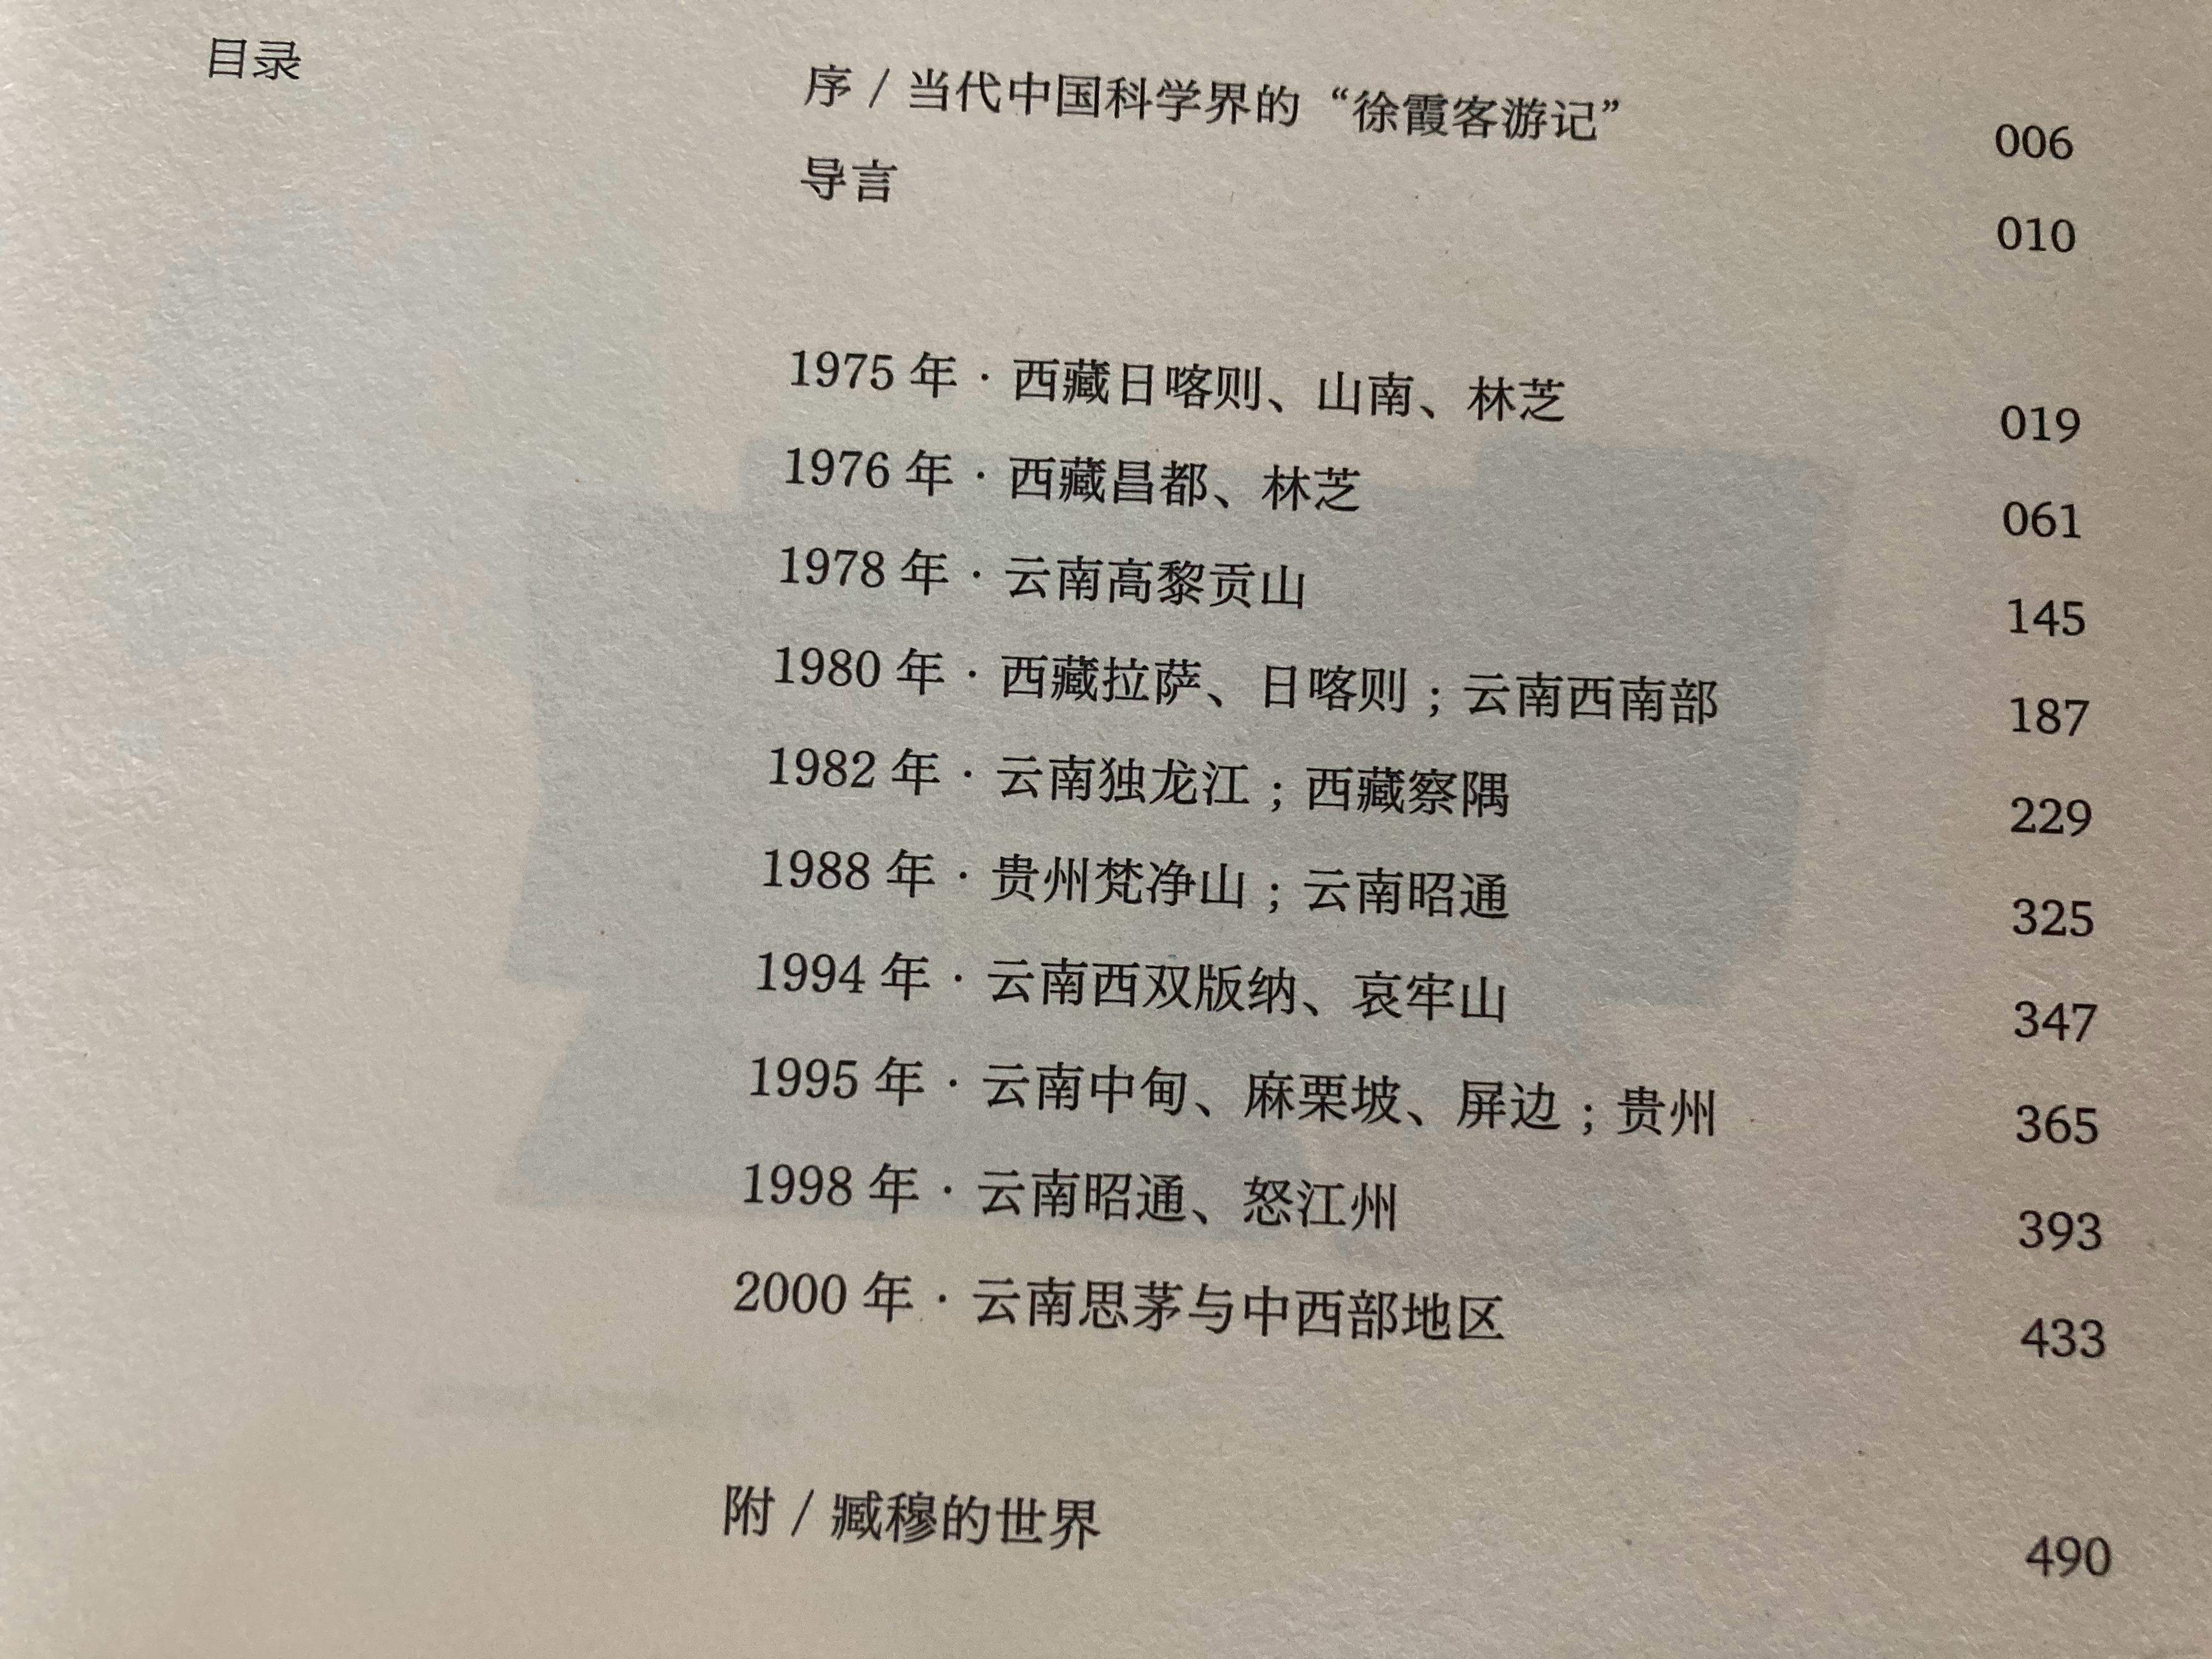 目录
序 / 当代中国科学界的“徐霞客游记” 006
导言 010
1975 年 · 西藏日喀则、山南、林芝 019
1976 年 · 西藏昌都、林芝 061
1978 年 · 云南高黎贡山 145
1980 年 · 西藏拉萨、日喀则；云南西南部 187
1982 年 · 云南独龙江；西藏察隅 229
1988 年 · 贵州梵净山；云南昭通 325
1994 年 · 云南西双版纳、哀牢山 347
1995 年 · 云南中甸、麻栗坡、屏边；贵州 365
1998 年 · 云南昭通、怒江州 393
2000 年 · 云南思茅与中西部地区 433
附 / 臧穆的世界 490